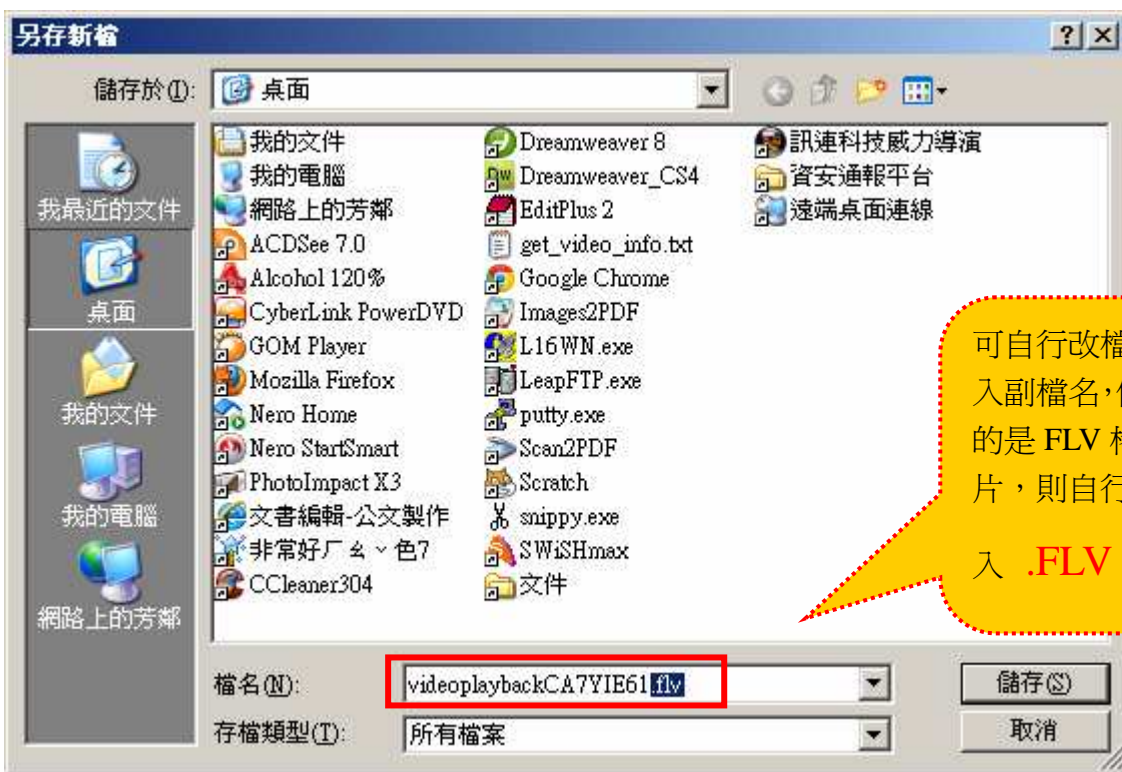 另存新檔
儲存於(I):
桌面
我最近的文件
桌面
我的文件
我的電腦
網路上的芳鄰
我的文件
我的電腦
網路上的芳鄰
ACDSee 7.0
Alcohol 120%
CyberLink PowerDVD
GOM Player
Mozilla Firefox
Nero Home
Nero StartSmart
PhotoImpact X3
文書編輯-公文製作
非常好ㄏㄠˇ色7
CCleaner304
Dreamweaver 8
Dreamweaver_CS4
EditPlus 2
get_video_info.txt
Google Chrome
Images2PDF
L16WN.exe
LeapFTP.exe
putty.exe
Scan2PDF
Scratch
snippy.exe
SWiSHmax
文件
訊連科技威力導演
資安通報平台
遠端桌面連線
可自行改檔
入副檔名,
的是 FLV
片，則自行
入 .FLV
檔名(N):
videoplaybackCA7YIE61.flv
儲存(S)
存檔類型(T):
所有檔案
取消